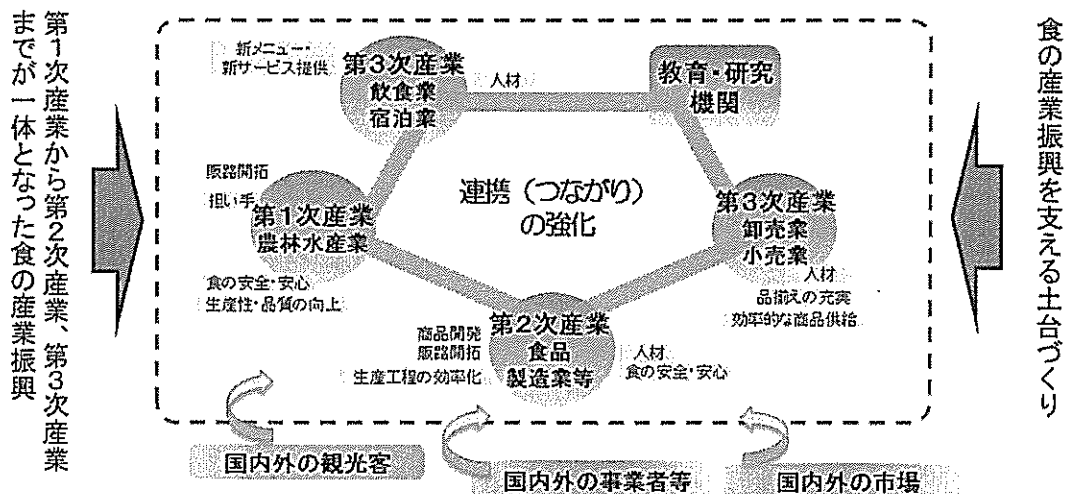 第1次産業から第2次産業、第3次産業
までが一体となった食の産業振興
新メニュー・
新サービス提供
第3次産業
飲食業
宿泊業
人材
教育・研究
機関
販路開拓
担い手
第1次産業
農林水産業
食の安全・安心
生産性・品質の向上
連携（つながり）
の強化
第3次産業
卸売業
小売業
人材
品揃えの充実
効率的な商品供給
商品開発
販路開拓
生産工程の効率化
第2次産業
食品
製造業等
人材
食の安全・安心
国内外の観光客
国内外の事業者等
国内外の市場
食の産業振興を支える土台づくり